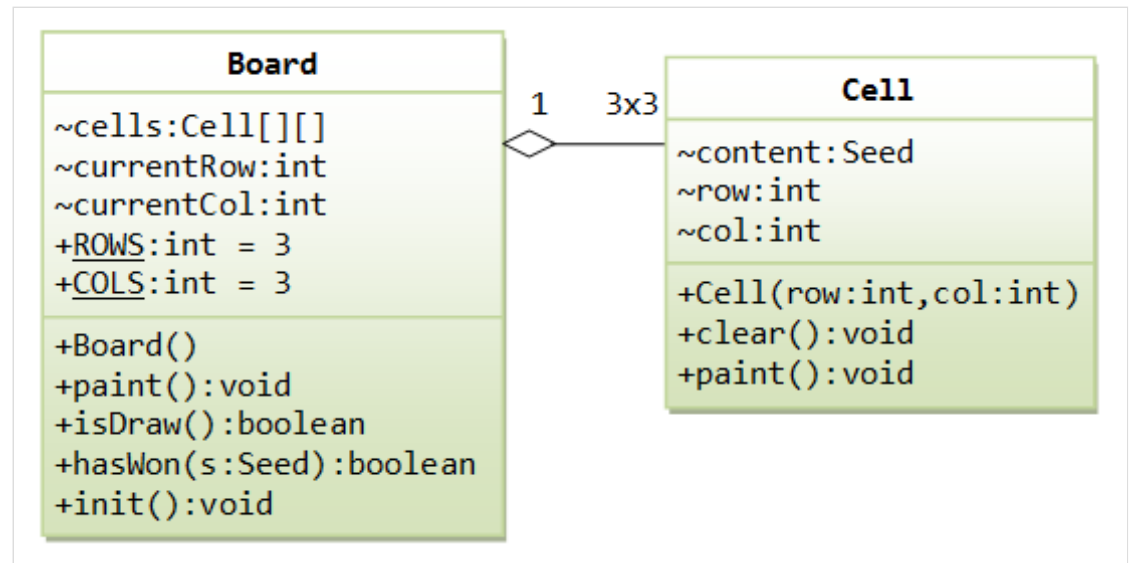 Board
~cells:Cell[][]
~currentRow:int
~currentCol:int
+ROWS:int = 3
+COLS:int = 3
+Board()
+paint():void
+isDraw():boolean
+hasWon(s:Seed):boolean
+init():void
1
3x3
Cell
~content:Seed
~row:int
~col:int
+Cell(row:int,col:int)
+clear():void
+paint():void